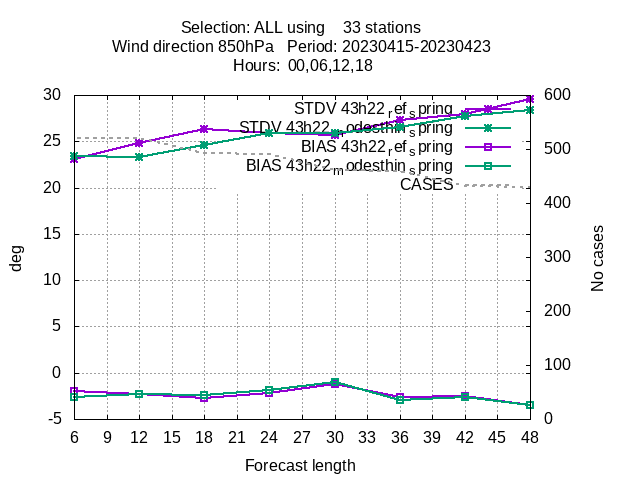 Selection: ALL using 33 stations
Wind direction 850hPa Period: 20230415-20230423
Hours: 00,06,12,18
STDV 43h22_ref_spring
STDV 43h22_modesthin_spring
BIAS 43h22_ref_spring
BIAS 43h22_modesthin_spring
CASES
30
25
20
15
10
5
0
-5
deg
600
500
400
300
200
100
0
No cases
6 9 12 15 18 21 24 27 30 33 36 39 42 45 48
Forecast length